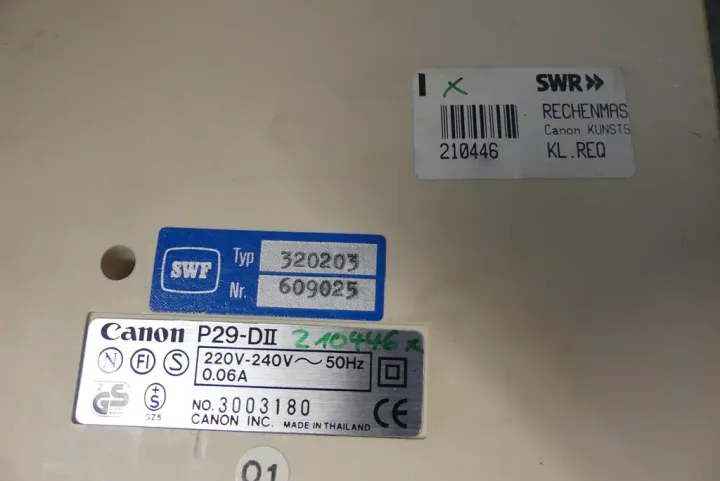 SWR
RECHENMAS
Canon KUNSTS
210446 KL.REQ
SWF
Typ 320203
Nr. 609025
Canon P29-DII 210446 x
N FI S
220V-240V~50Hz
0.06A
GS
S
NO. 3003180
CANON INC. MADE IN THAILAND
CE
01